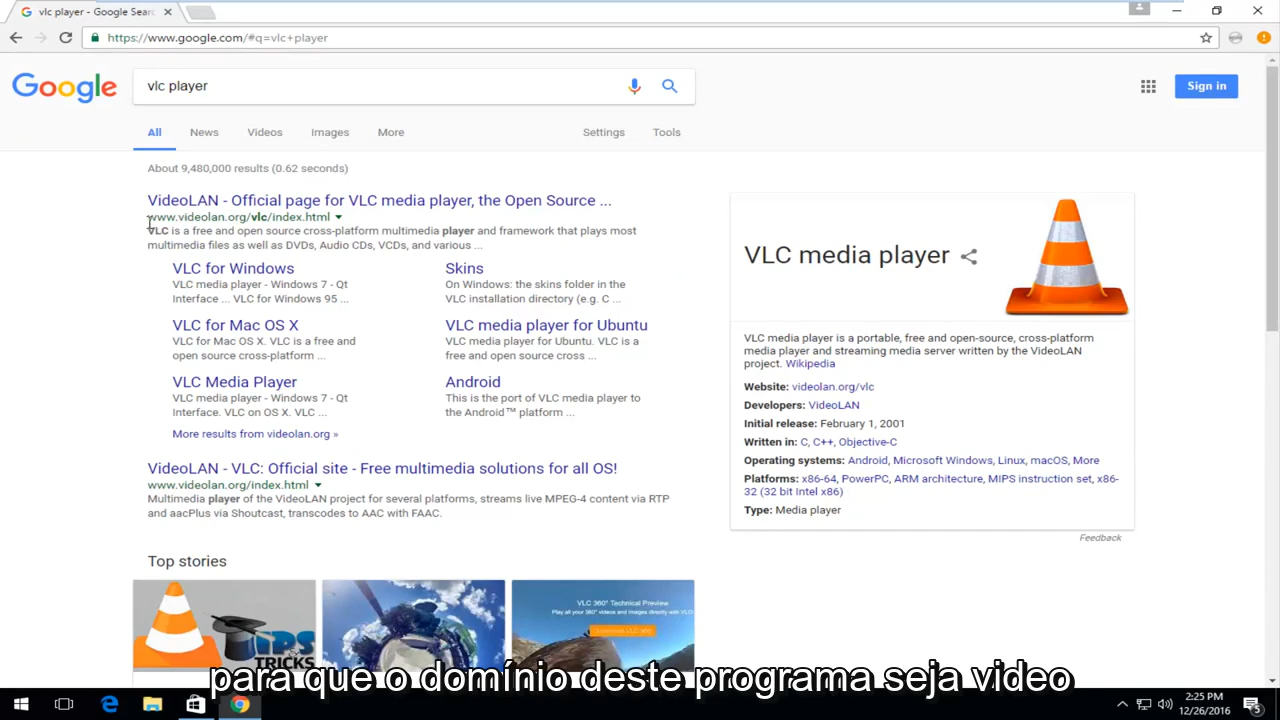 vlc player - Google Sear
https://www.google.com/#q=vlc+player
Google
vlc player
Sign in
All
News
Videos
Images
More
Settings
Tools
About 9,480,000 results (0.62 seconds)
VideoLAN - Official page for VLC media player, the Open Source ...
www.videolan.org/vlc/index.html
VLC is a free and open source cross-platform multimedia player and framework that plays most
multimedia files as well as DVDs, Audio CDs, VCDs, and various ...
VLC for Windows
VLC media player - Windows 7 - Qt
Interface ... VLC for Windows 95 ...
Skins
On Windows: the skins folder in the
VLC installation directory (e.g. C ...
VLC for Mac OS X
VLC for Mac OS X. VLC is a free and
open source cross-platform ...
VLC media player for Ubuntu
VLC media player for Ubuntu. VLC is a
free and open source cross ...
VLC Media Player
VLC media player - Windows 7 - Qt
Interface. VLC on OS X. VLC ...
Android
This is the port of VLC media player to
the Android™ platform ...
More results from videolan.org »
VideoLAN - VLC: Official site - Free multimedia solutions for all OS!
www.videolan.org/index.html
Multimedia player of the VideoLAN project for several platforms, streams live MPEG-4 content via RTP
and aacPlus via Shoutcast, transcodes to AAC with FAAC.
Top stories
TRICKS
VLC 360° Technical Preview
Play all your 360° videos and images directly with VLC
Download VLC 360
VLC media player
VLC media player is a portable, free and open-source, cross-platform
media player and streaming media server written by the VideoLAN
project. Wikipedia
Website: videolan.org/vlc
Developers: VideoLAN
Initial release: February 1, 2001
Written in: C, C++, Objective-C
Operating systems: Android, Microsoft Windows, Linux, macOS, More
Platforms: x86-64, PowerPC, ARM architecture, MIPS instruction set, x86-
32 (32 bit Intel x86)
Type: Media player
Feedback
para que o domínio deste programa seja video
2:25 PM
12/26/2016
5